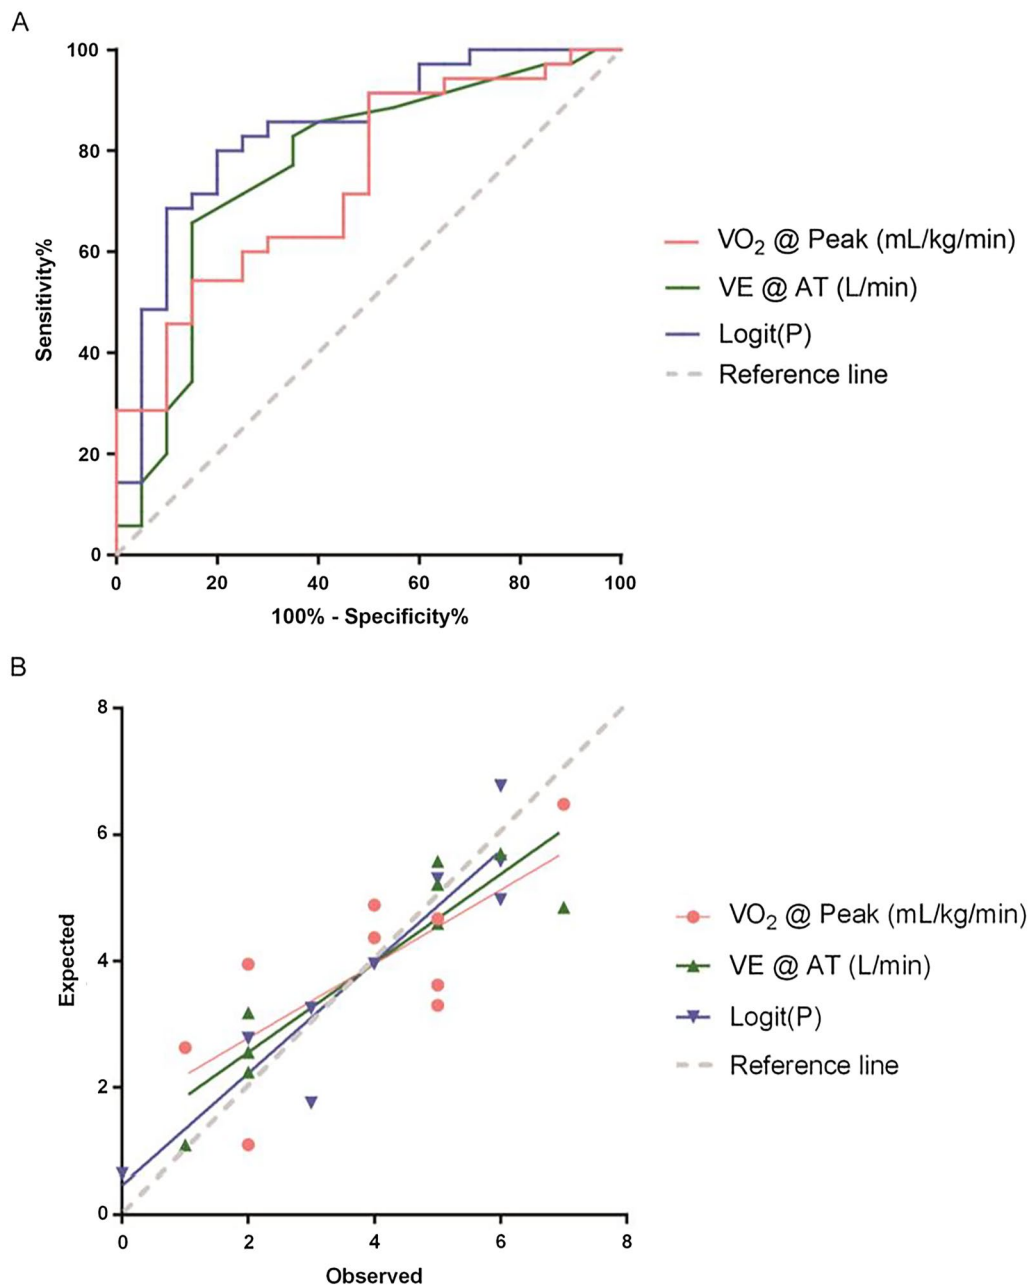 A
100
80
60
40
20
0
Sensitivity%
0 20 40 60 80 100
100% - Specificity%
VO₂ @ Peak (mL/kg/min)
VE @ AT (L/min)
Logit(P)
Reference line
B
8
6
4
2
0
Expected
0 2 4 6 8
Observed
VO₂ @ Peak (mL/kg/min)
VE @ AT (L/min)
Logit(P)
Reference line